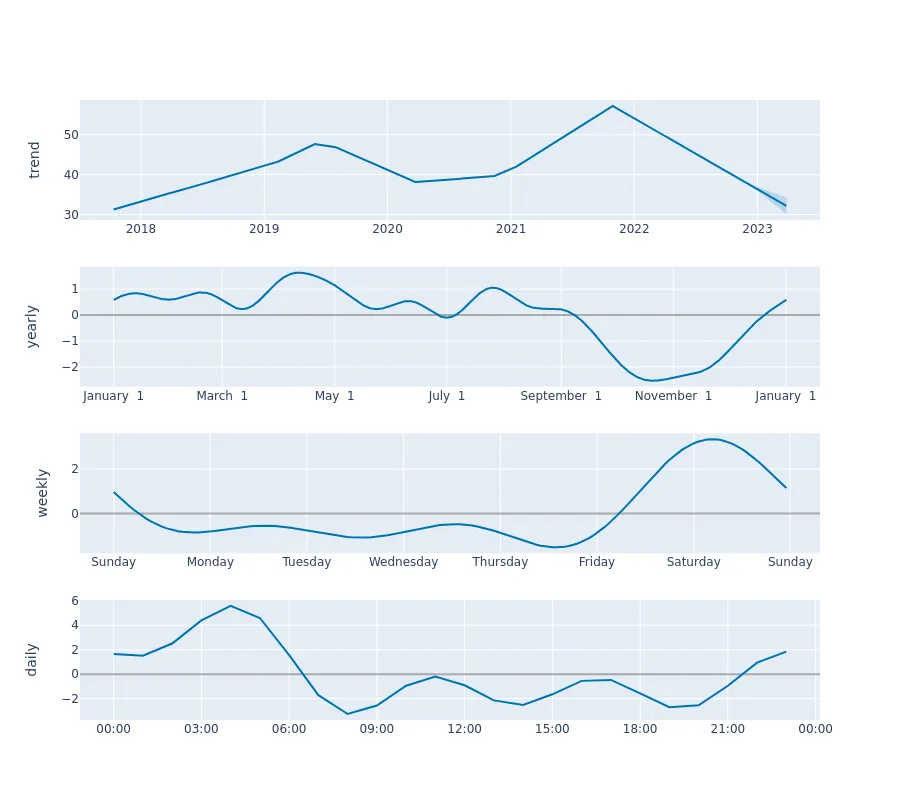 trend
50
40
30
2018 2019 2020 2021 2022 2023
yearly
1
0
−1
−2
January 1 March 1 May 1 July 1 September 1 November 1 January 1
weekly
2
0
Sunday Monday Tuesday Wednesday Thursday Friday Saturday Sunday
daily
6
4
2
0
−2
00:00 03:00 06:00 09:00 12:00 15:00 18:00 21:00 00:00